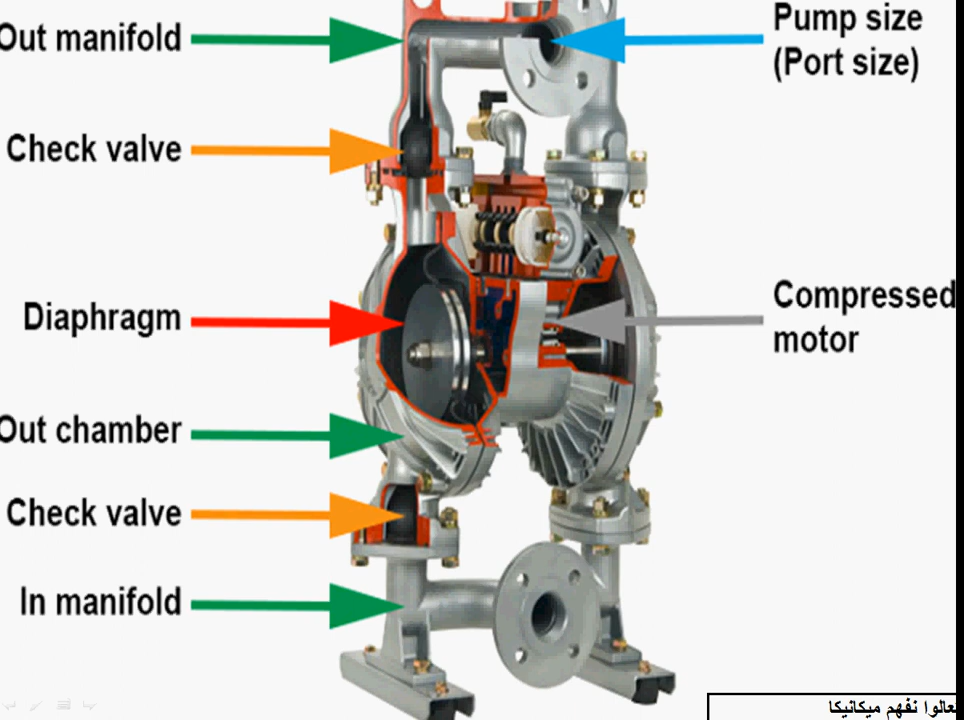 Out manifold
Check valve
Diaphragm
Out chamber
Check valve
In manifold
Pump size
(Port size)
Compressed
motor
تعالوا نفهم ميكانيكا